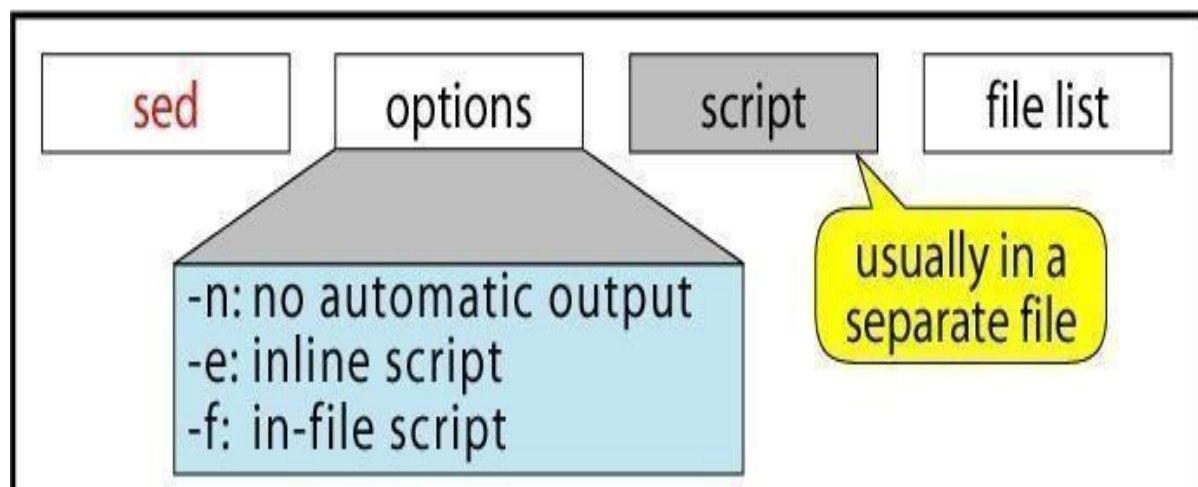 sed options script file list
-n: no automatic output
-e: inline script
-f: in-file script
usually in a
separate file